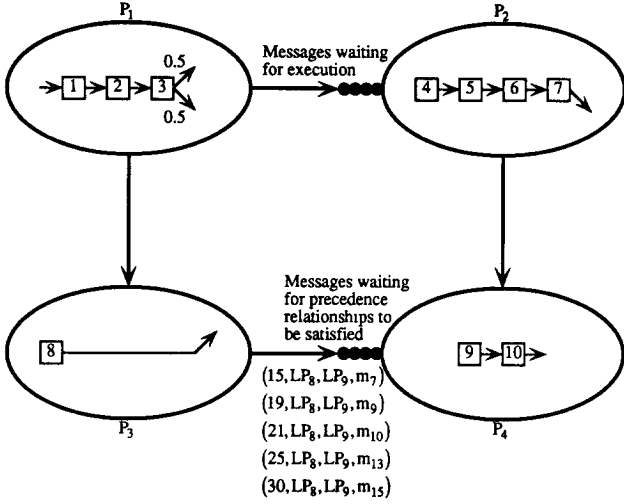 P1
P2
Messages waiting
for execution
0.5
1
2
3
0.5
4
5
6
7
Messages waiting
for precedence
relationships to
be satisfied
8
9
10
P3
P4
(15, LP8, LP9, m7)
(19, LP8, LP9, m9)
(21, LP8, LP9, m10)
(25, LP8, LP9, m13)
(30, LP8, LP9, m15)